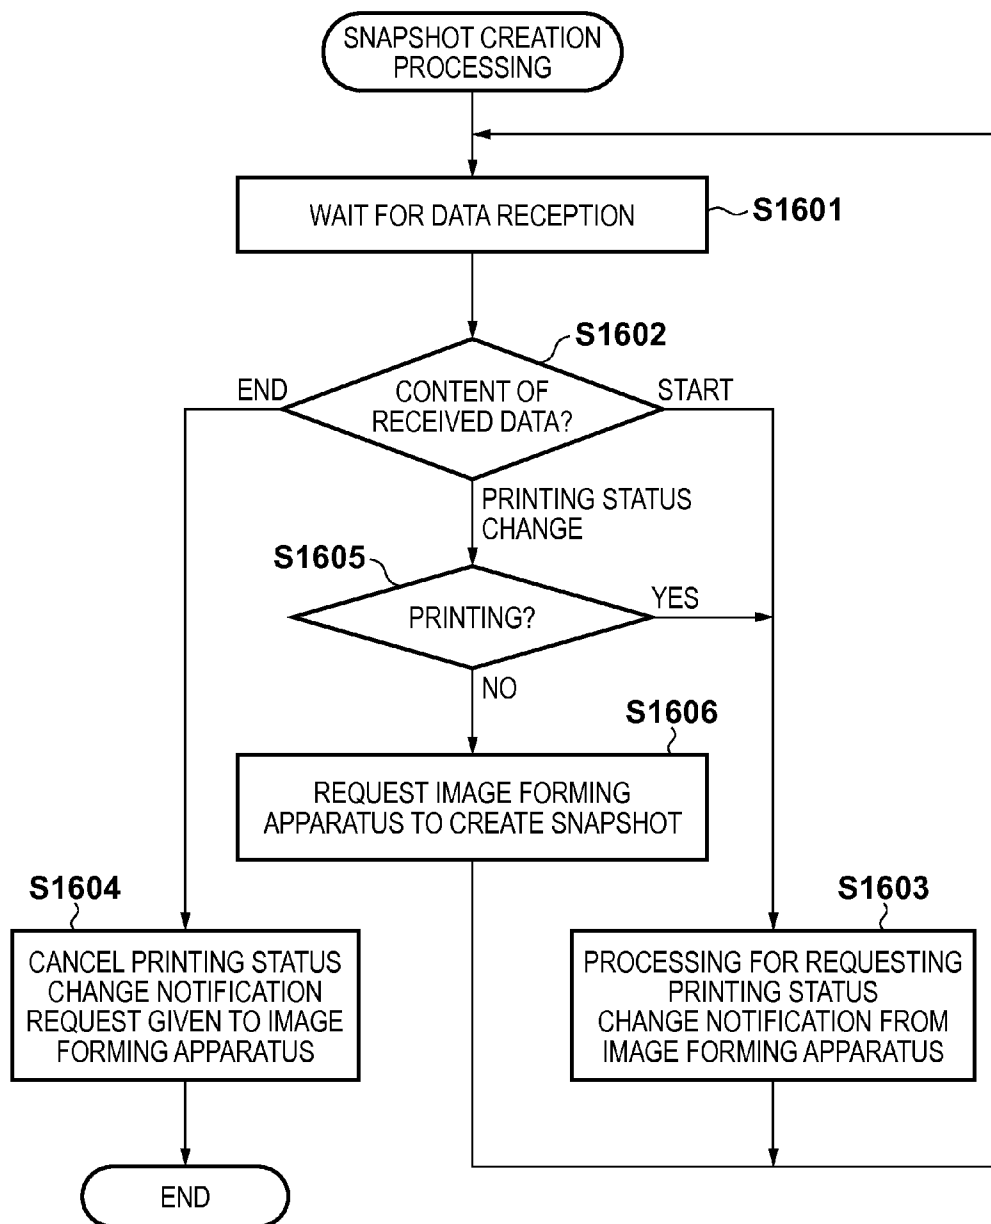 SNAPSHOT CREATION
PROCESSING
WAIT FOR DATA RECEPTION
S1601
S1602
END
CONTENT OF
RECEIVED DATA?
START
PRINTING STATUS
CHANGE
S1605
PRINTING?
YES
NO
S1606
REQUEST IMAGE FORMING
APPARATUS TO CREATE SNAPSHOT
S1604
CANCEL PRINTING STATUS
CHANGE NOTIFICATION
REQUEST GIVEN TO IMAGE
FORMING APPARATUS
S1603
PROCESSING FOR REQUESTING
PRINTING STATUS
CHANGE NOTIFICATION FROM
IMAGE FORMING APPARATUS
END